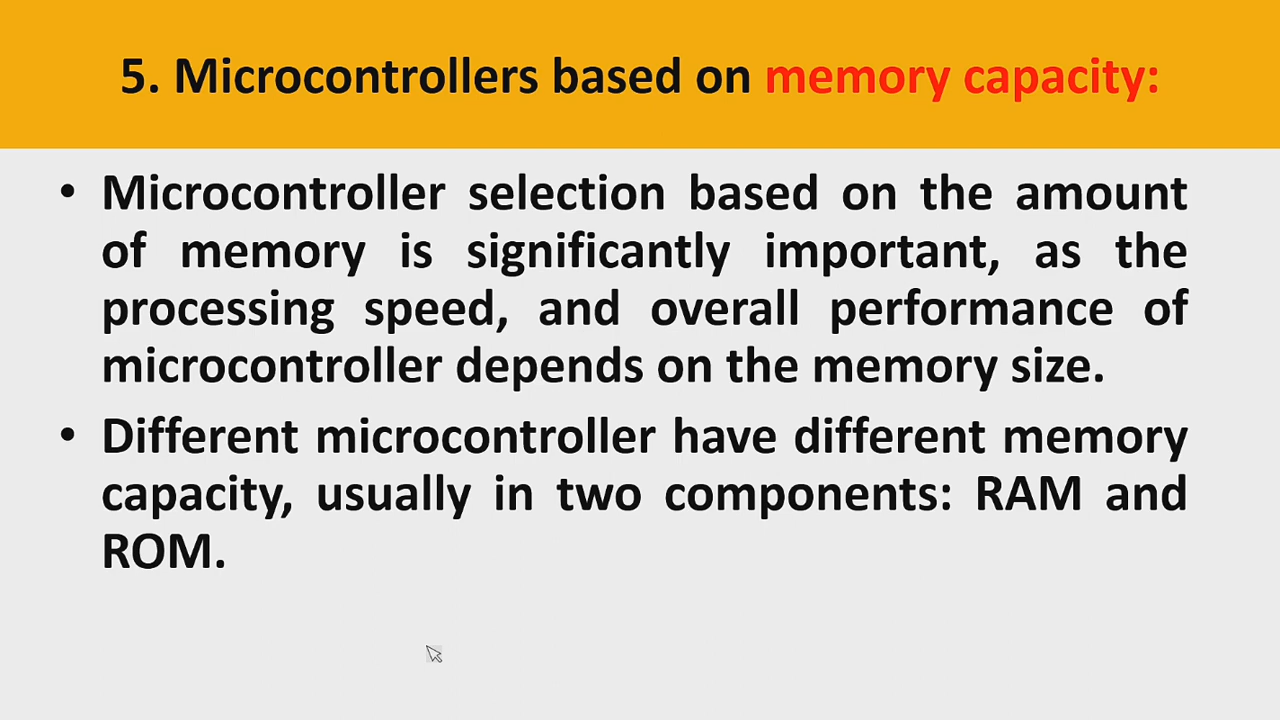 5. Microcontrollers based on memory capacity:
• Microcontroller selection based on the amount
of memory is significantly important, as the
processing speed, and overall performance of
microcontroller depends on the memory size.
• Different microcontroller have different memory
capacity, usually in two components: RAM and
ROM.